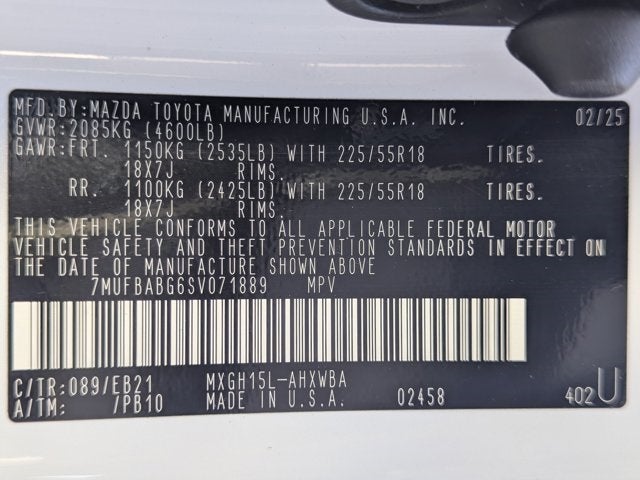 MFD.BY:MAZDA TOYOTA MANUFACTURING U.S.A. INC. 02/25
GVWR:2085KG (4600LB)
GAWR:FRT. 1150KG (2535LB) WITH 225/55R18 TIRES.
18X7J RIMS.
RR. 1100KG (2425LB) WITH 225/55R18 TIRES.
18X7J RIMS.
THIS VEHICLE CONFORMS TO ALL APPLICABLE FEDERAL MOTOR
VEHICLE SAFETY AND THEFT PREVENTION STANDARDS IN EFFECT ON
THE DATE OF MANUFACTURE SHOWN ABOVE
7MUFBABG6SV071889 MPV
C/TR:089/EB21 MXGH15L-AHXWBA
A/TM: /PB10 MADE IN U.S.A. 02458 402U